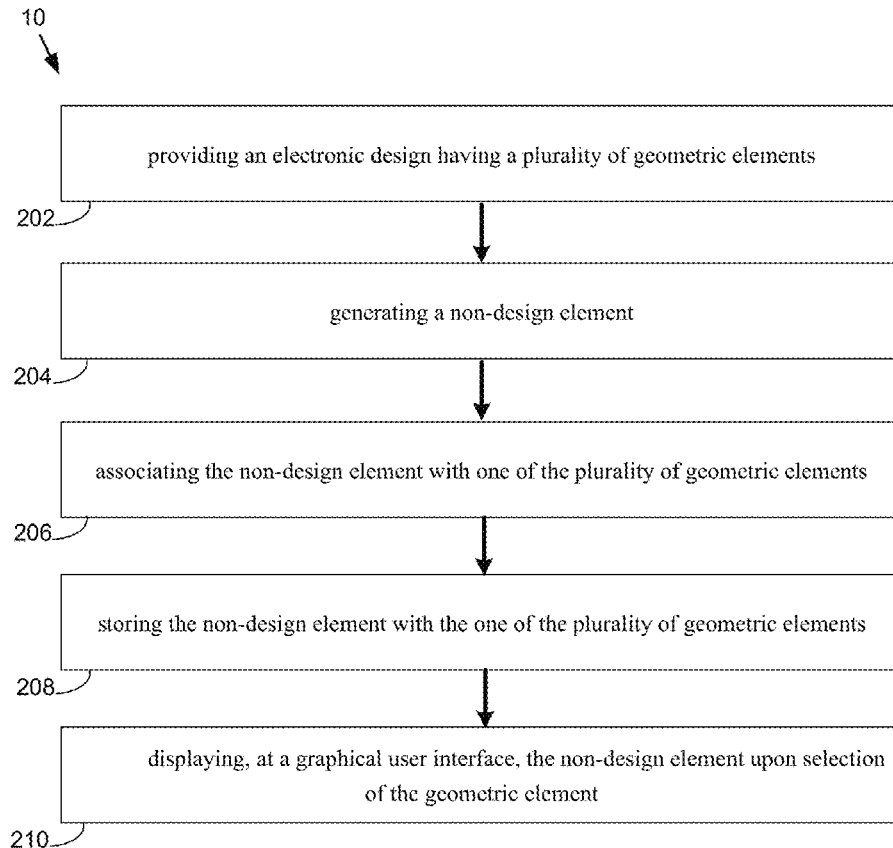 10
providing an electronic design having a plurality of geometric elements
202
generating a non-design element
204
associating the non-design element with one of the plurality of geometric elements
206
storing the non-design element with the one of the plurality of geometric elements
208
displaying, at a graphical user interface, the non-design element upon selection
of the geometric element
210